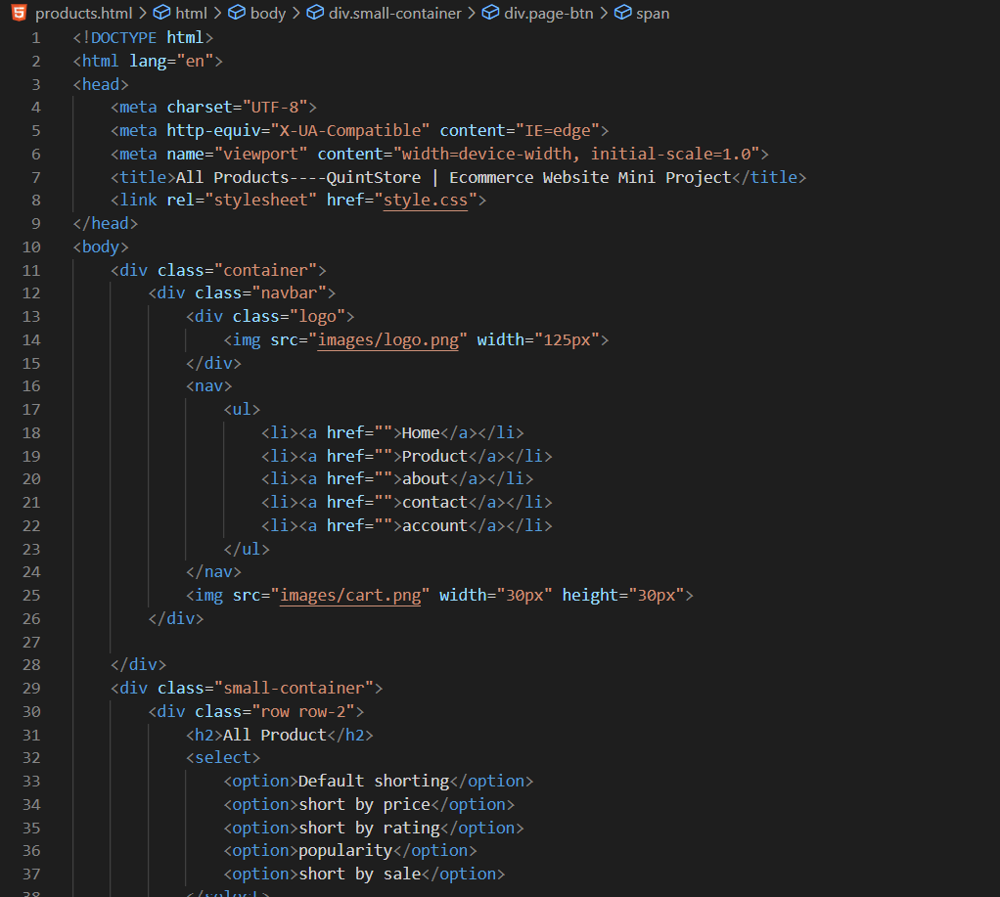 products.html > html > body > div.small-container > div.page-btn > span
1 <!DOCTYPE html>
2 <html lang="en">
3 <head>
4     <meta charset="UTF-8">
5     <meta http-equiv="X-UA-Compatible" content="IE=edge">
6     <meta name="viewport" content="width=device-width, initial-scale=1.0">
7     <title>All Products----QuintStore | Ecommerce Website Mini Project</title>
8     <link rel="stylesheet" href="style.css">
9 </head>
10 <body>
11     <div class="container">
12         <div class="navbar">
13             <div class="logo">
14                 <img src="images/logo.png" width="125px">
15             </div>
16             <nav>
17                 <ul>
18                     <li><a href="">Home</a></li>
19                     <li><a href="">Product</a></li>
20                     <li><a href="">about</a></li>
21                     <li><a href="">contact</a></li>
22                     <li><a href="">account</a></li>
23                 </ul>
24             </nav>
25             <img src="images/cart.png" width="30px" height="30px">
26         </div>
27
28     </div>
29     <div class="small-container">
30         <div class="row row-2">
31             <h2>All Product</h2>
32             <select>
33                 <option>Default shorting</option>
34                 <option>short by price</option>
35                 <option>short by rating</option>
36                 <option>popularity</option>
37                 <option>short by sale</option>
38             </select>